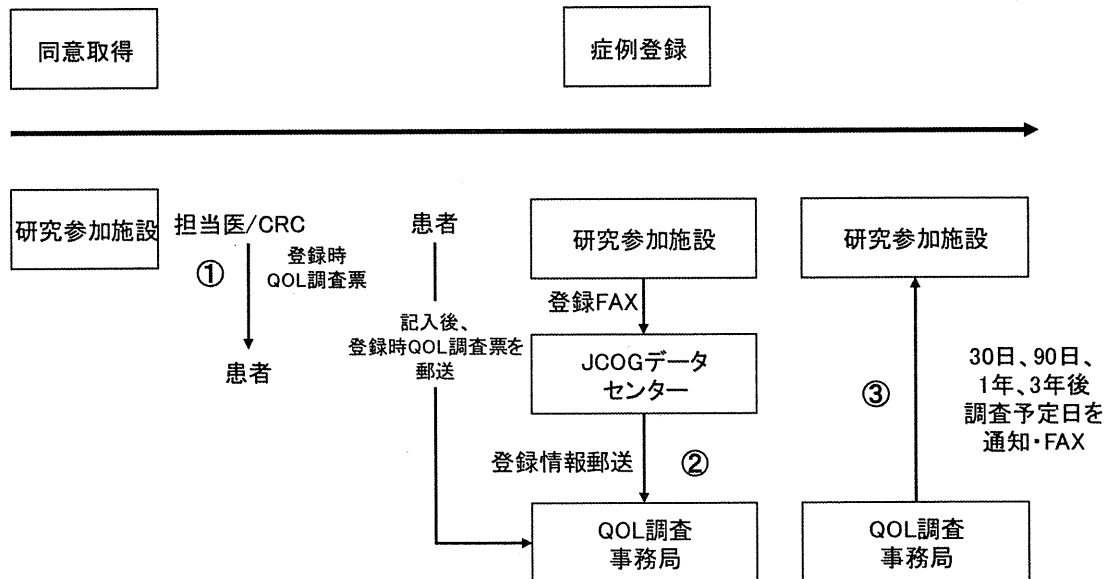 同意取得
症例登録
研究参加施設
担当医/CRC
①
登録時
QOL調査票
患者
患者
記入後、
登録時QOL調査票を
郵送
研究参加施設
登録FAX
JCOGデータ
センター
登録情報郵送
②
QOL調査
事務局
研究参加施設
③
30日、90日、
1年、3年後
調査予定日を
通知・FAX
QOL調査
事務局